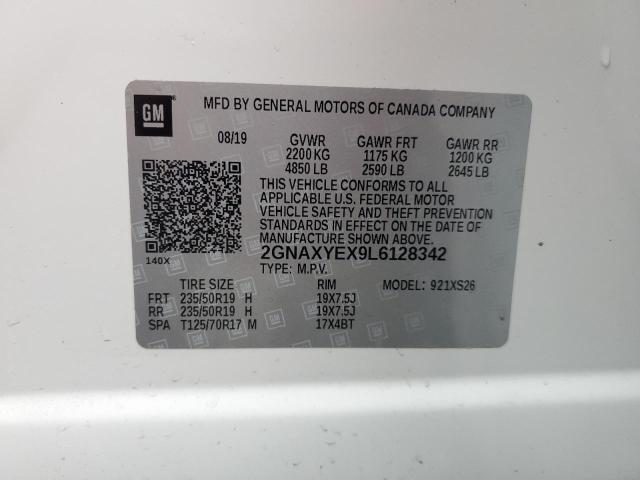 GM
MFD BY GENERAL MOTORS OF CANADA COMPANY
08/19 GVWR GAWR FRT GAWR RR
2200 KG 1175 KG 1200 KG
4850 LB 2590 LB 2645 LB
THIS VEHICLE CONFORMS TO ALL
APPLICABLE U.S. FEDERAL MOTOR
VEHICLE SAFETY AND THEFT PREVENTION
STANDARDS IN EFFECT ON THE DATE OF
MANUFACTURE SHOWN ABOVE.
140X
2GNAXYEX9L6128342
TYPE: M.P.V. MODEL: 921XS26
TIRE SIZE RIM
FRT 235/50R19 H 19X7.5J
RR 235/50R19 H 19X7.5J
SPA T125/70R17 M 17X4BT